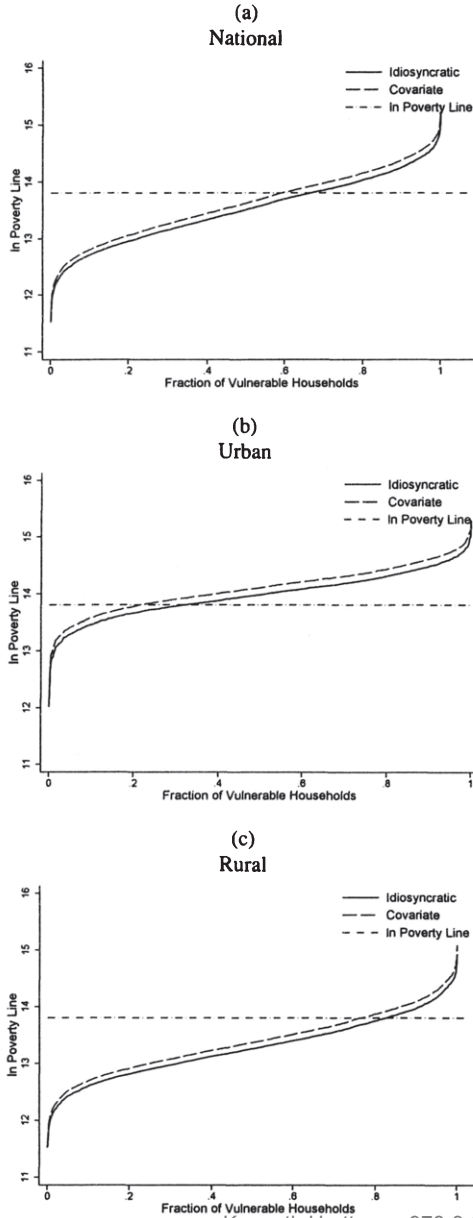 (a)
National
Idiosyncratic
Covariate
ln Poverty Line
ln Poverty Line
16
15
14
13
12
11
0 .2 .4 .6 .8 1
Fraction of Vulnerable Households
(b)
Urban
Idiosyncratic
Covariate
ln Poverty Line
ln Poverty Line
16
15
14
13
12
11
0 .2 .4 .6 .8 1
Fraction of Vulnerable Households
(c)
Rural
Idiosyncratic
Covariate
ln Poverty Line
ln Poverty Line
16
15
14
13
12
11
0 .2 .4 .6 .8 1
Fraction of Vulnerable Households